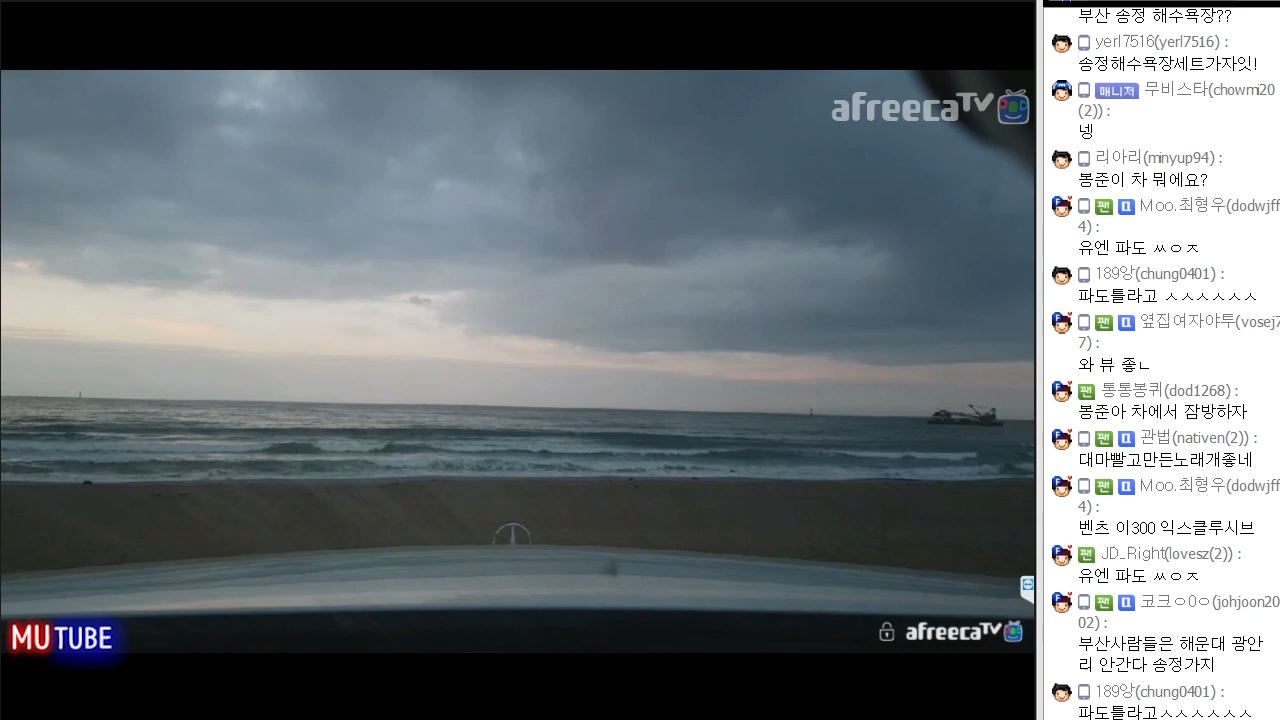 afreecaTV
MUTUBE
afreecaTV
부산 송정 해수욕장??
yerl7516(yerl7516) :
송정해수욕장세트가자잇!
매니저 무비스타(chowmi20
(2)) :
넹
리아리(minyup94) :
봉준이 차 뭐에요?
팬 Moo.최형우(dodwjff
4) :
유엔 파도 ㅆㅇㅈ
189앙(chung0401) :
파도틀라고 ㅅㅅㅅㅅㅅㅅ
팬 옆집여자야투(vosej7
7) :
와 뷰 좋ㄴ
팬 통통봉퀴(dod1268) :
봉준아 차에서 잠방하자
팬 관법(nativen(2)) :
대마빨고만든노래개좋네
팬 Moo.최형우(dodwjff
4) :
벤츠 이300 익스클루시브
팬 JD_Right(lovesz(2)) :
유엔 파도 ㅆㅇㅈ
팬 코크ㅇ0ㅇ(johjoon20
02) :
부산사람들은 해운대 광안
리 안간다 송정가지
189앙(chung0401) :
파도틀라고ㅅㅅㅅㅅㅅㅅ